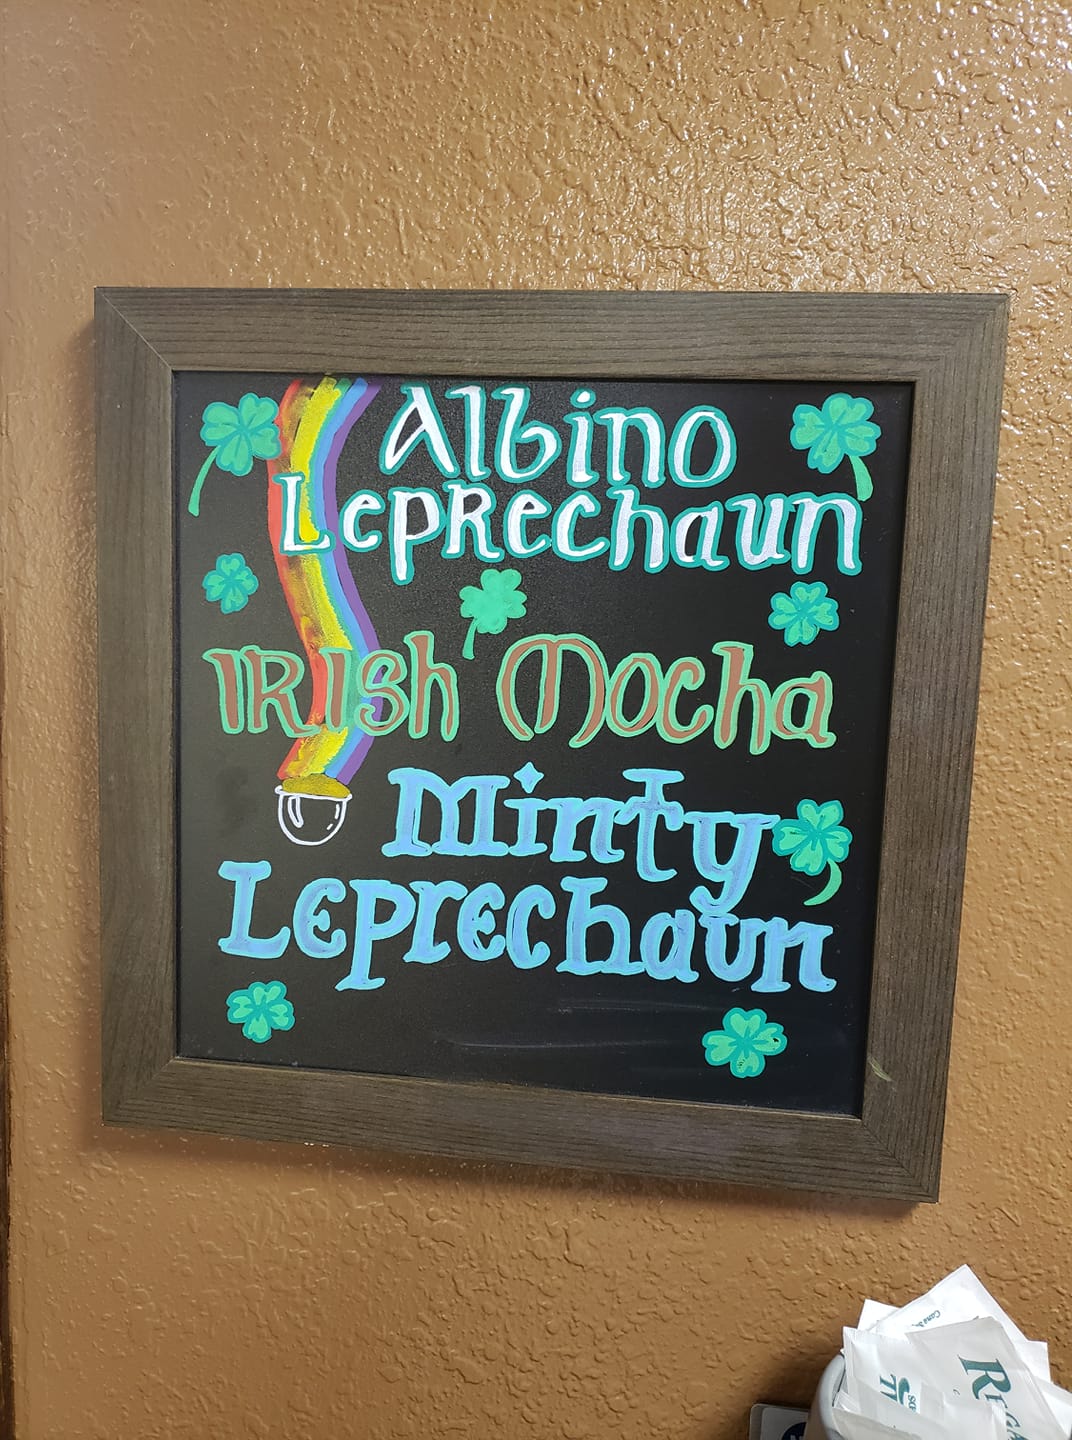 Albino
Leprechaun
Irish Mocha
Minty
Leprechaun